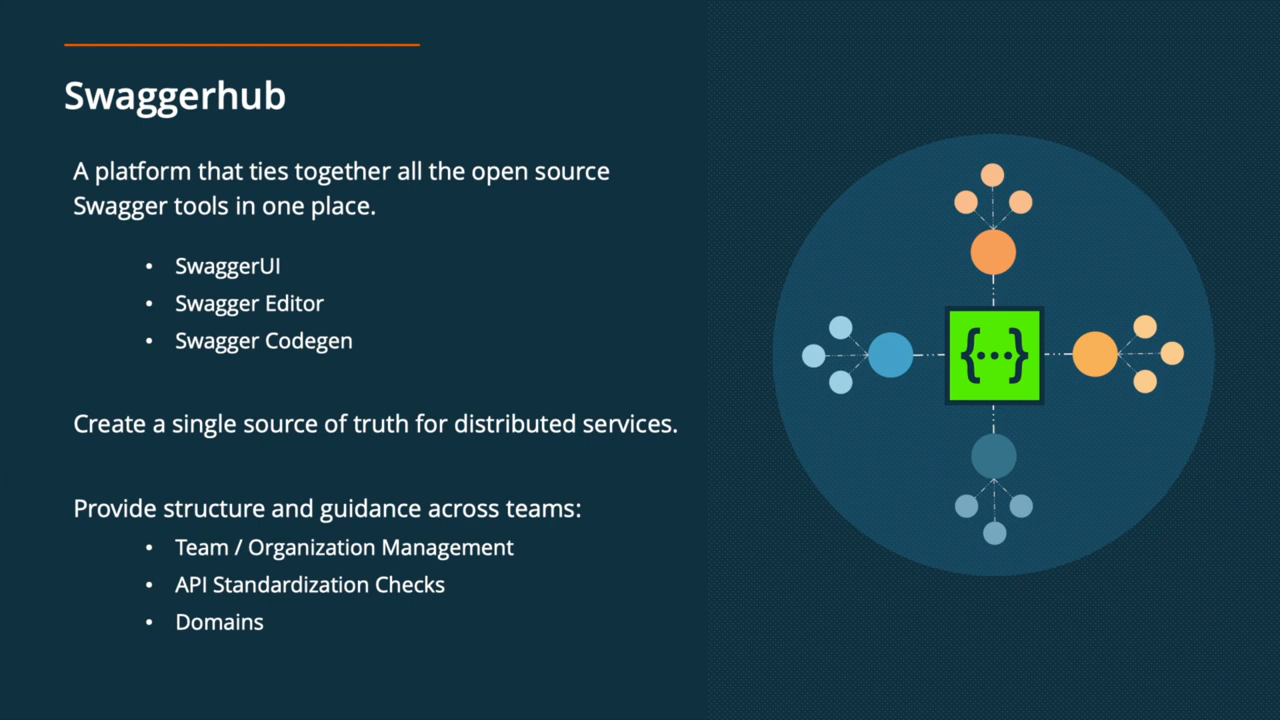 Swaggerhub
A platform that ties together all the open source
Swagger tools in one place.
• SwaggerUI
• Swagger Editor
• Swagger Codegen
Create a single source of truth for distributed services.
Provide structure and guidance across teams:
• Team / Organization Management
• API Standardization Checks
• Domains
{...}